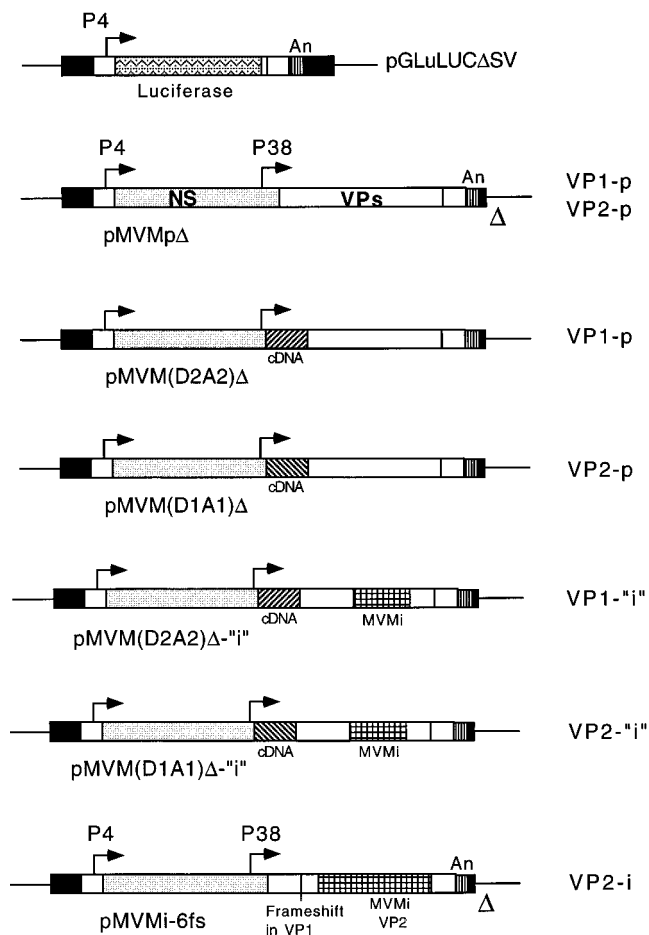 P4
An
pGLuLUCΔSV
Luciferase
P4
P38
An
NS
VPs
VP1-p
VP2-p
Δ
pMVMpΔ
VP1-p
cDNA
pMVM(D2A2)Δ
VP2-p
cDNA
pMVM(D1A1)Δ
VP1-"i"
cDNA
MVMi
pMVM(D2A2)Δ-"i"
VP2-"i"
cDNA
MVMi
pMVM(D1A1)Δ-"i"
P4
P38
An
VP2-i
Δ
Frameshift
in VP1
MVMi
VP2
pMVMi-6fs